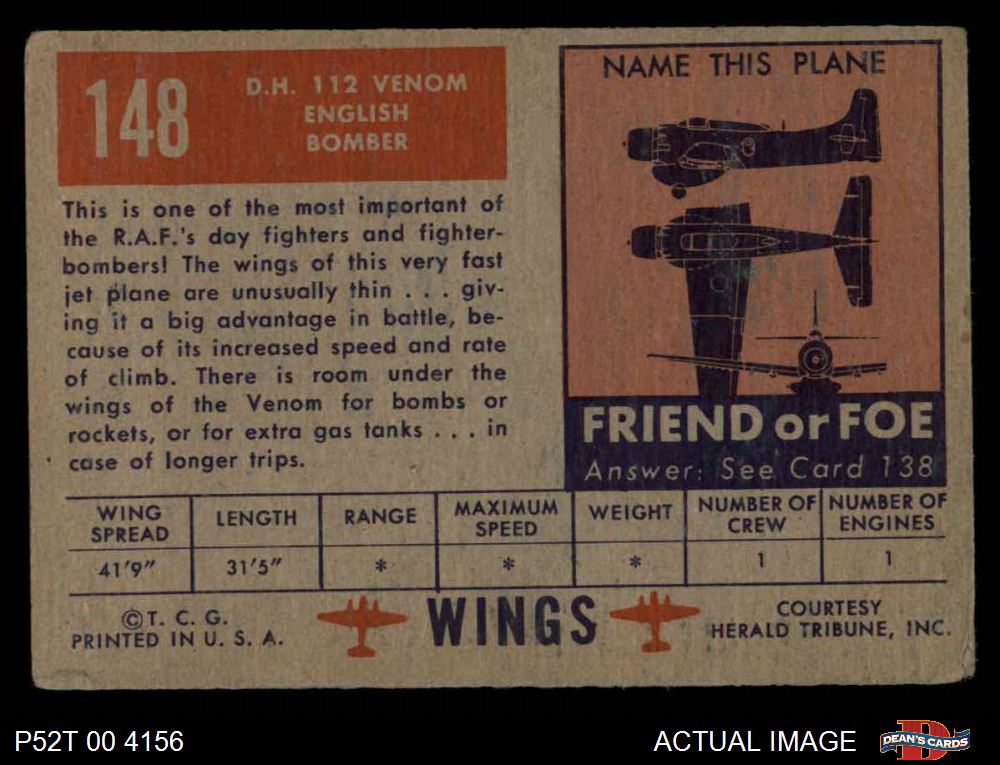 148
D.H. 112 VENOM
ENGLISH
BOMBER
This is one of the most important of
the R.A.F.'s day fighters and fighter-
bombers! The wings of this very fast
jet plane are unusually thin . . . giv-
ing it a big advantage in battle, be-
cause of its increased speed and rate
of climb. There is room under the
wings of the Venom for bombs or
rockets, or for extra gas tanks . . . in
case of longer trips.
NAME THIS PLANE
FRIEND or FOE
Answer: See Card 138
WING SPREAD LENGTH RANGE MAXIMUM SPEED WEIGHT NUMBER OF CREW NUMBER OF ENGINES
41'9" 31'5" * * * 1 1
©T. C. G.
PRINTED IN U. S. A.
WINGS
COURTESY
HERALD TRIBUNE, INC.
P52T 00 4156
ACTUAL IMAGE
D
DEAN'S CARDS